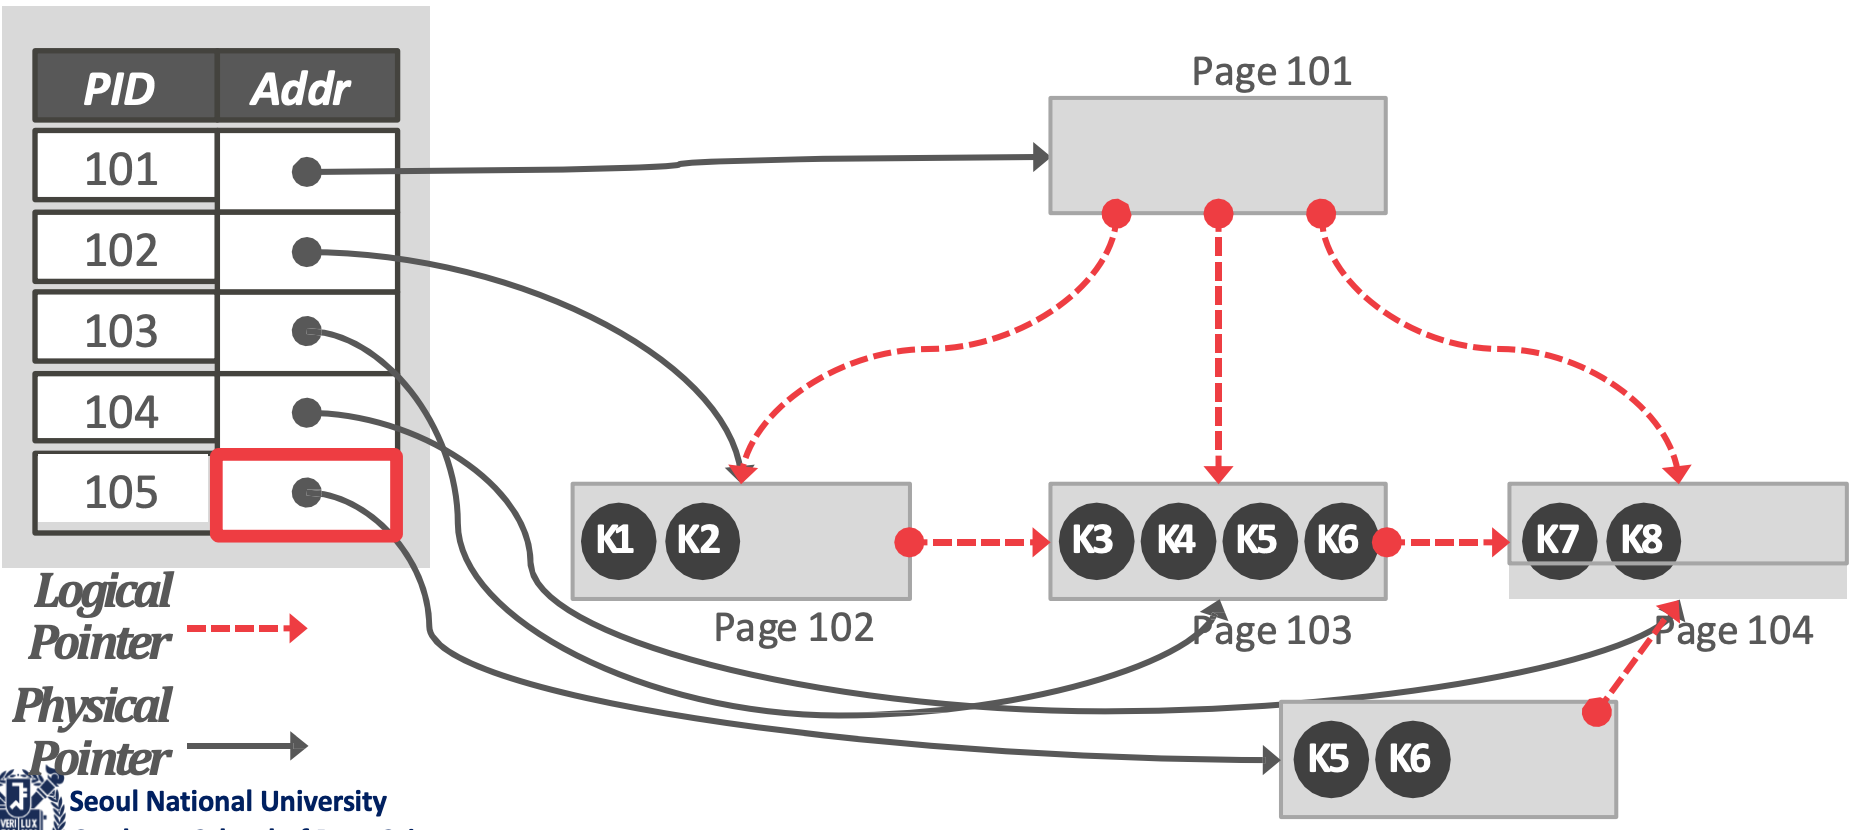 PID Addr
101
102
103
104
105
Logical
Pointer
Physical
Pointer
Page 101
K1 K2
Page 102
K3 K4 K5 K6
Page 103
K7 K8
Page 104
K5 K6
VERI LUX
Seoul National University